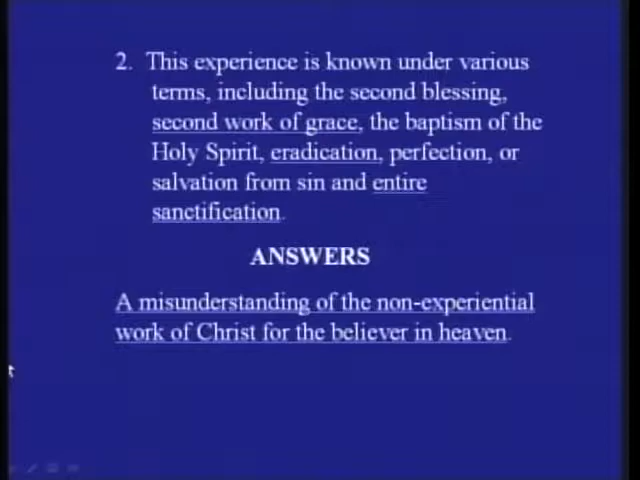 2. This experience is known under various
terms, including the second blessing,
second work of grace, the baptism of the
Holy Spirit, eradication, perfection, or
salvation from sin and entire
sanctification.
ANSWERS
A misunderstanding of the non-experiential
work of Christ for the believer in heaven.